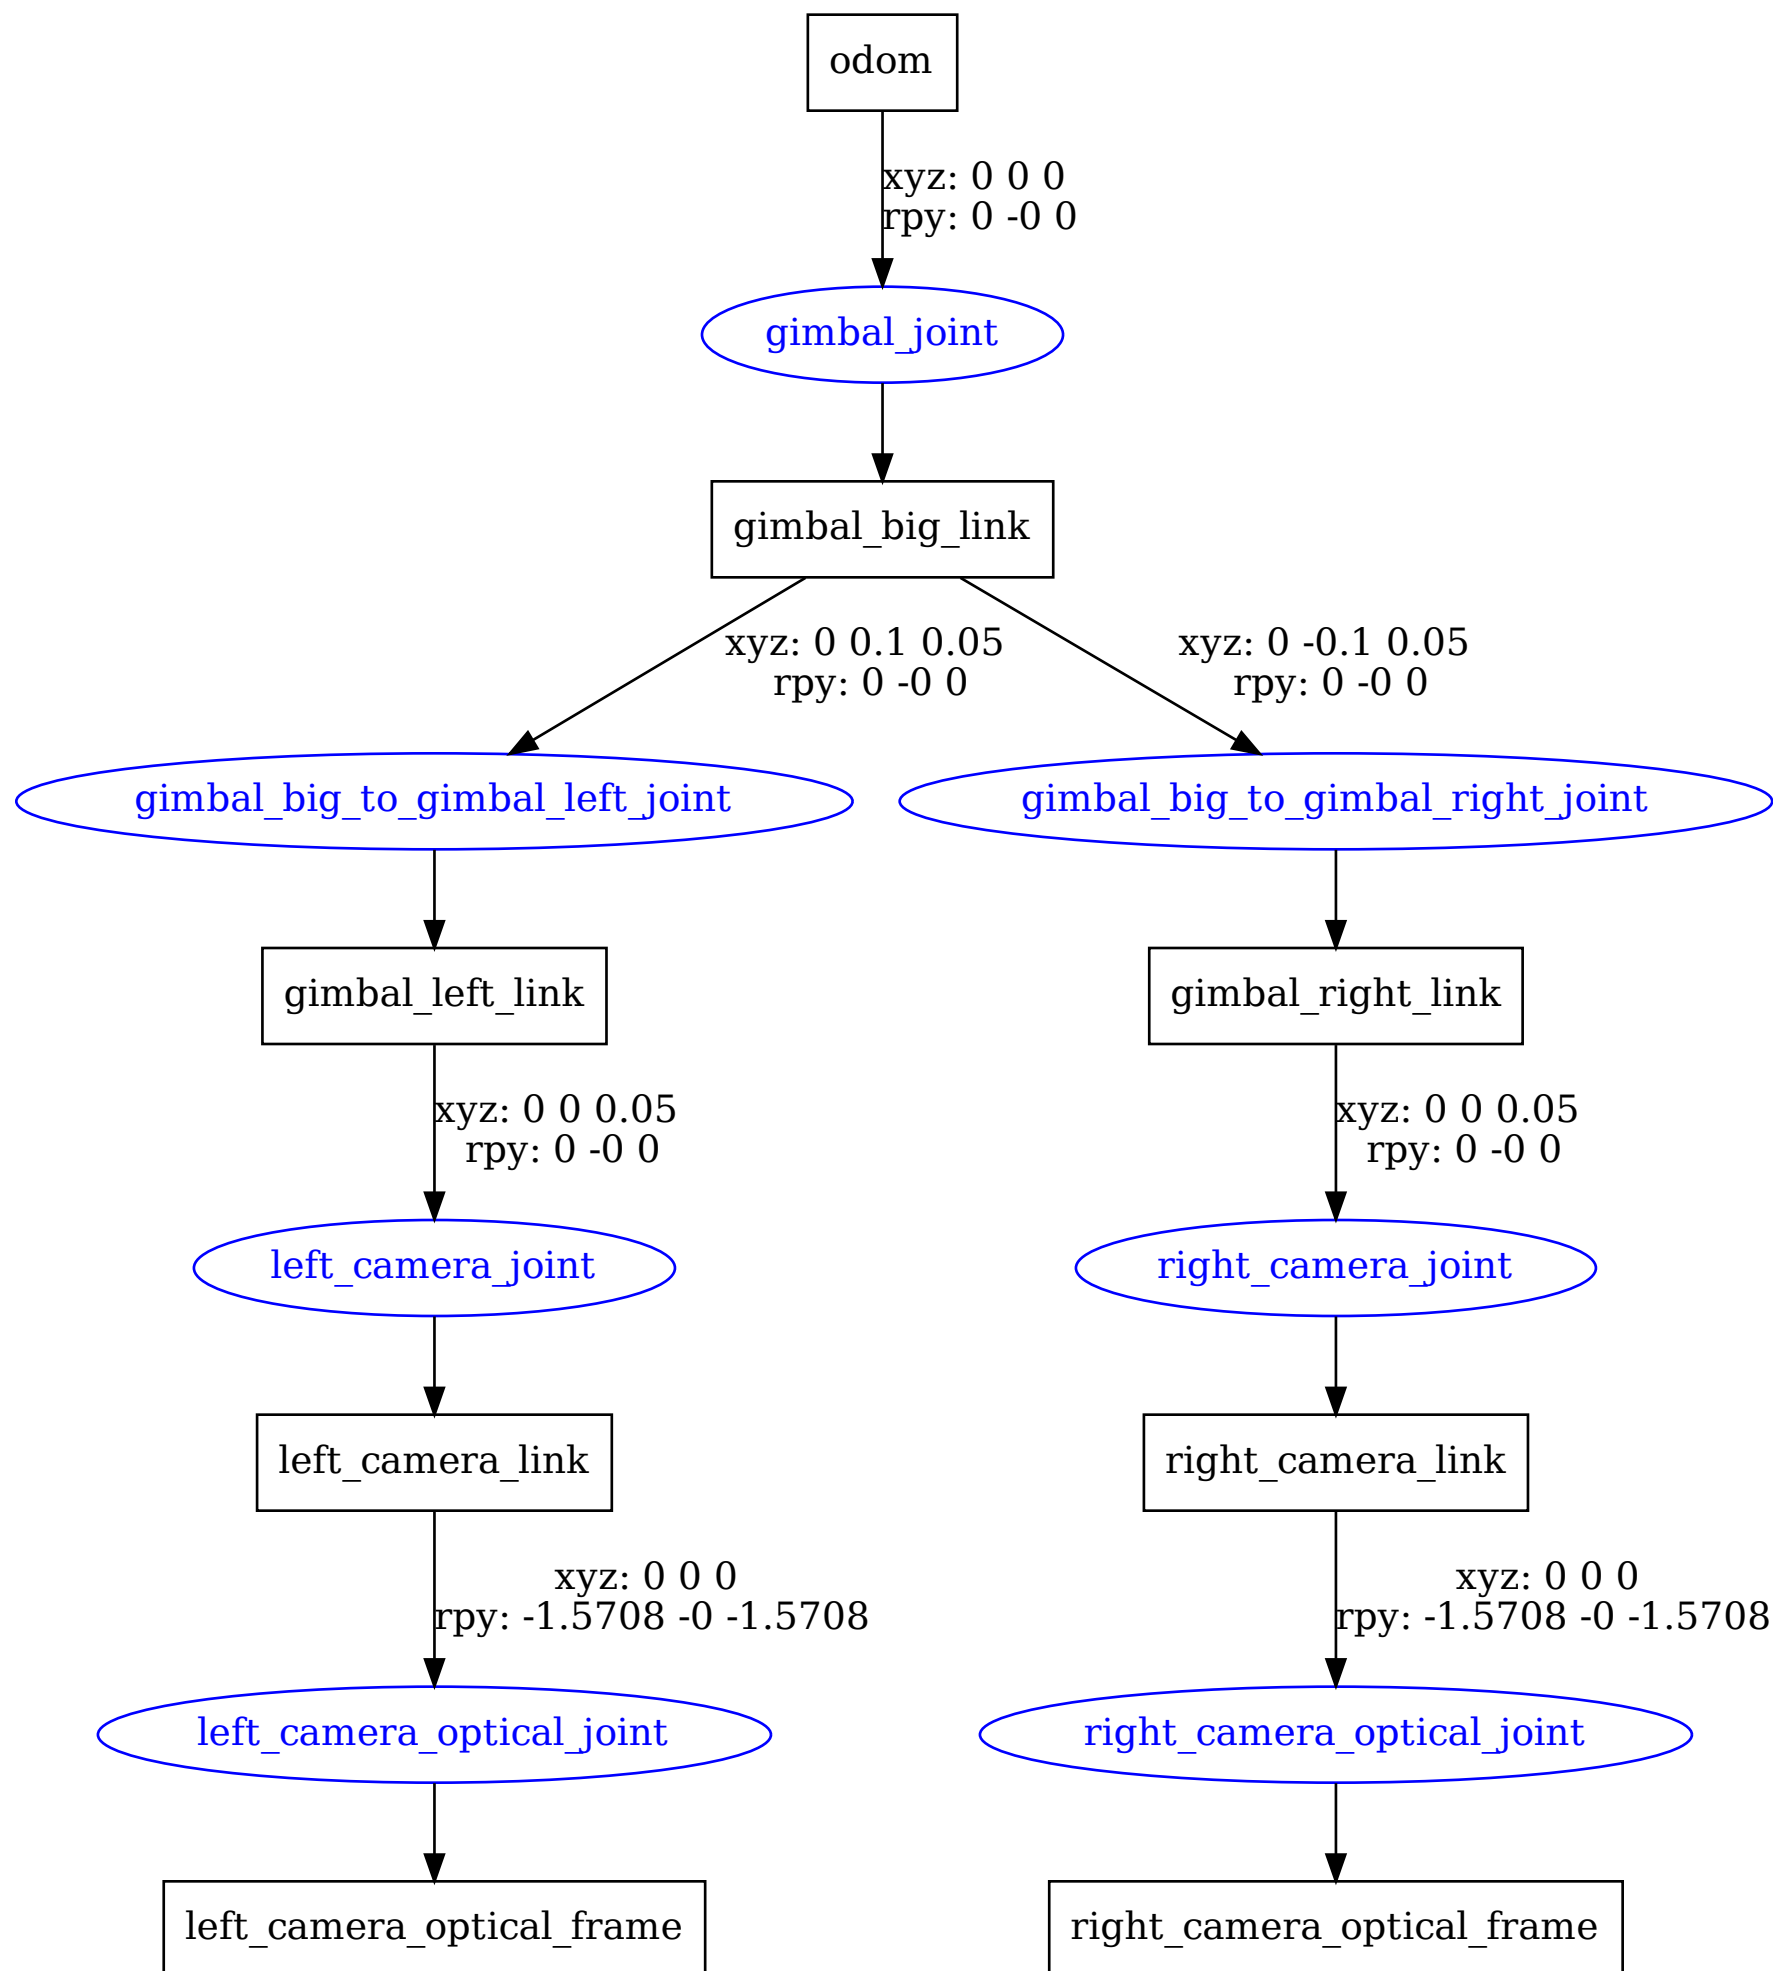 odom
xyz: 0 0 0
rpy: 0 -0 0
gimbal_joint
gimbal_big_link
xyz: 0 0.1 0.05
rpy: 0 -0 0
xyz: 0 -0.1 0.05
rpy: 0 -0 0
gimbal_big_to_gimbal_left_joint
gimbal_big_to_gimbal_right_joint
gimbal_left_link
gimbal_right_link
xyz: 0 0 0.05
rpy: 0 -0 0
xyz: 0 0 0.05
rpy: 0 -0 0
left_camera_joint
right_camera_joint
left_camera_link
right_camera_link
xyz: 0 0 0
rpy: -1.5708 -0 -1.5708
xyz: 0 0 0
rpy: -1.5708 -0 -1.5708
left_camera_optical_joint
right_camera_optical_joint
left_camera_optical_frame
right_camera_optical_frame